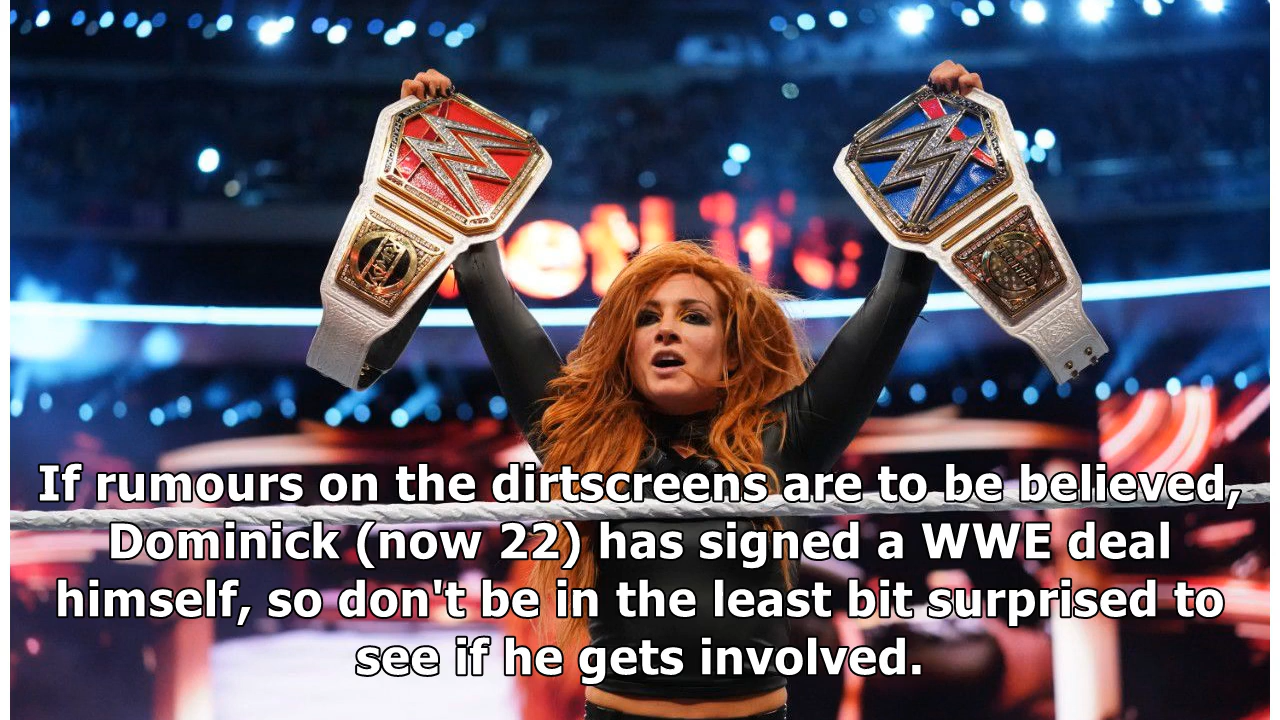 If rumours on the dirtscreens are to be believed,
Dominick (now 22) has signed a WWE deal
himself, so don't be in the least bit surprised to
see if he gets involved.